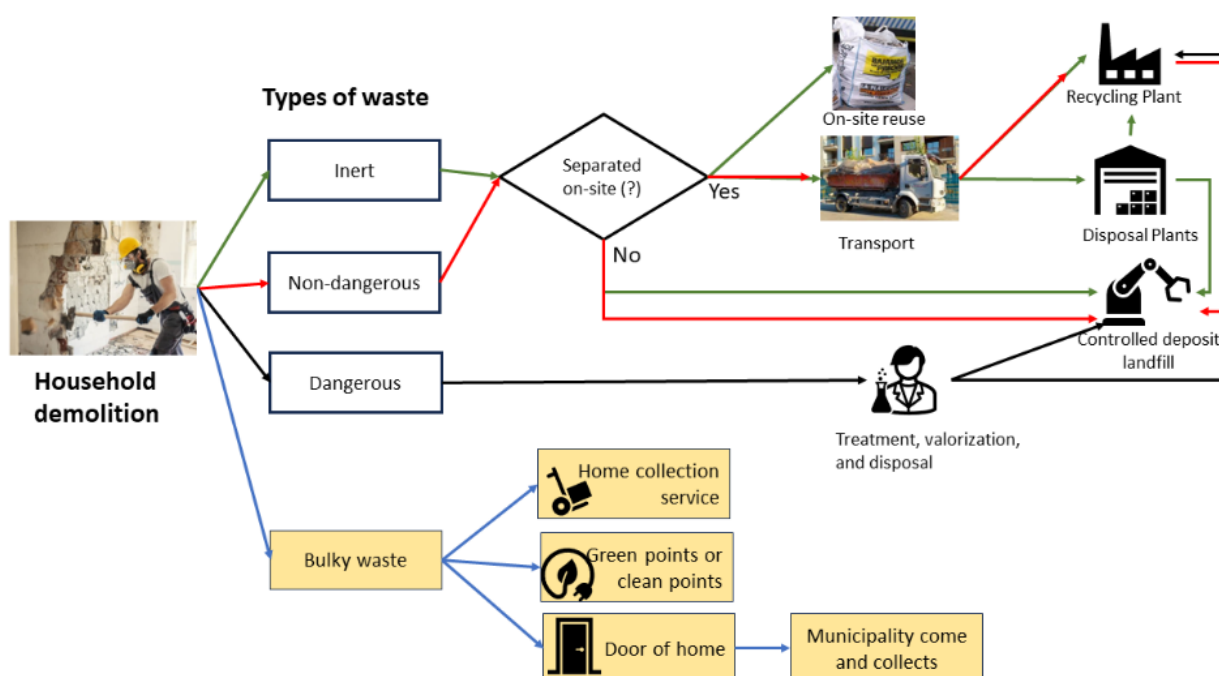 Types of waste
Inert
Non-dangerous
Dangerous
Household
demolition
Separated
on-site (?)
Yes
No
On-site reuse
Transport
Recycling Plant
Disposal Plants
Controlled deposit
landfill
Treatment, valorization,
and disposal
Bulky waste
Home collection
service
Green points or
clean points
Door of home
Municipality come
and collects